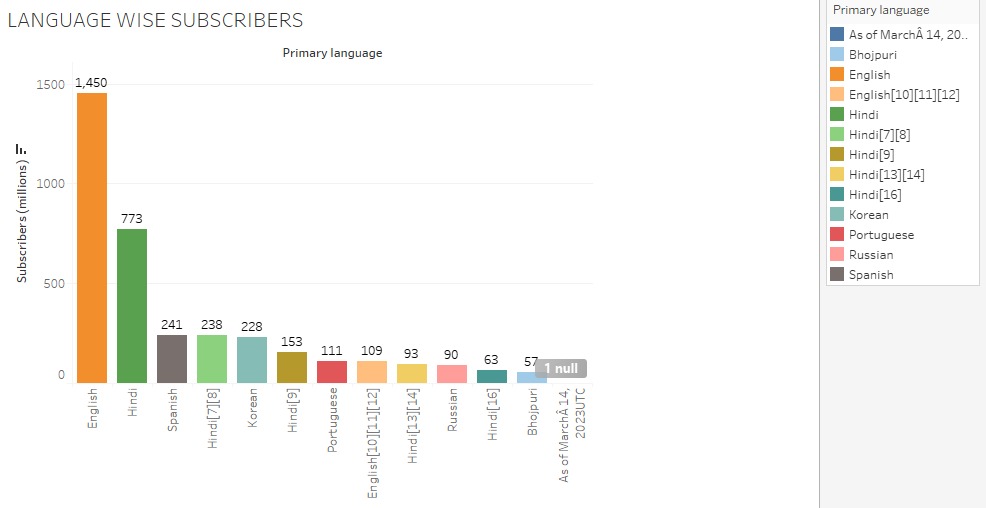 LANGUAGE WISE SUBSCRIBERS
Primary language
Subscribers (millions)
1500
1000
500
0
1,450
773
241
238
228
153
111
109
93
90
63
57
1 null
English
Hindi
Spanish
Hindi[7][8]
Korean
Hindi[9]
Portuguese
English[10][11][12]
Hindi[13][14]
Russian
Hindi[16]
Bhojpuri
As of MarchÂ 14,
2023UTC
Primary language
As of MarchÂ 14, 20..
Bhojpuri
English
English[10][11][12]
Hindi
Hindi[7][8]
Hindi[9]
Hindi[13][14]
Hindi[16]
Korean
Portuguese
Russian
Spanish